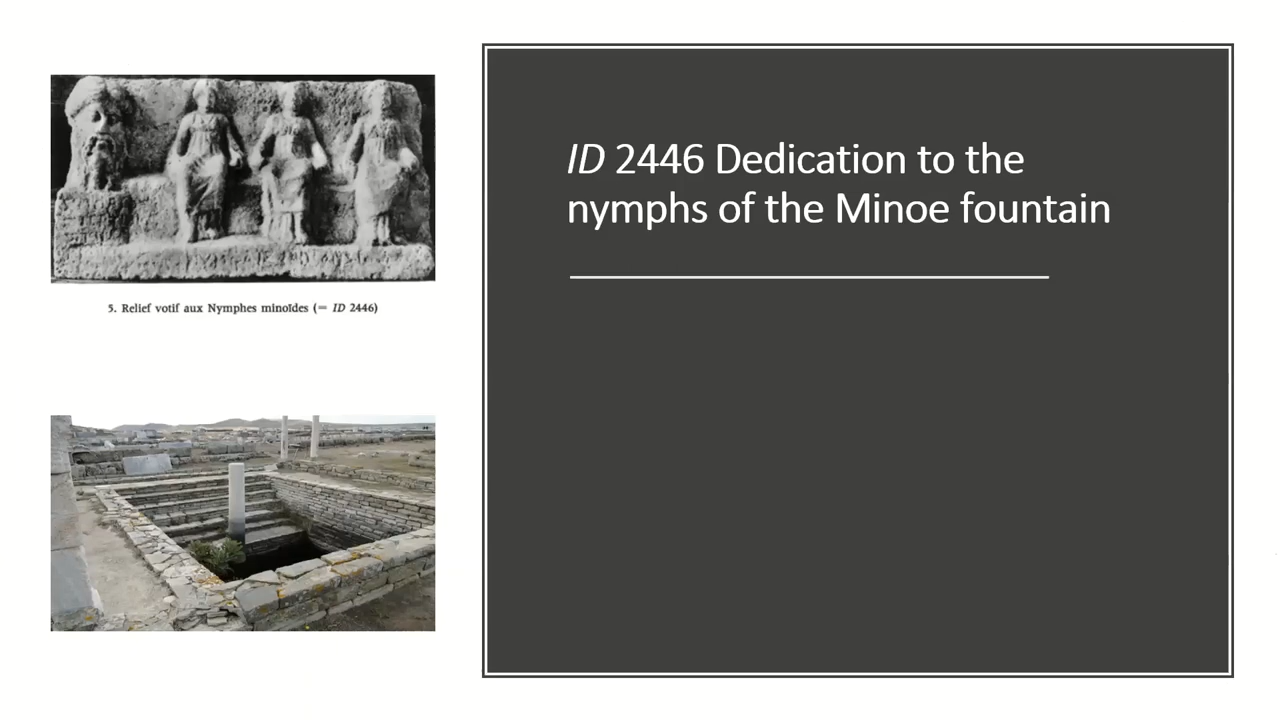 ID 2446 Dedication to the
nymphs of the Minoe fountain
5. Relief votif aux Nymphes minoïdes (= ID 2446)